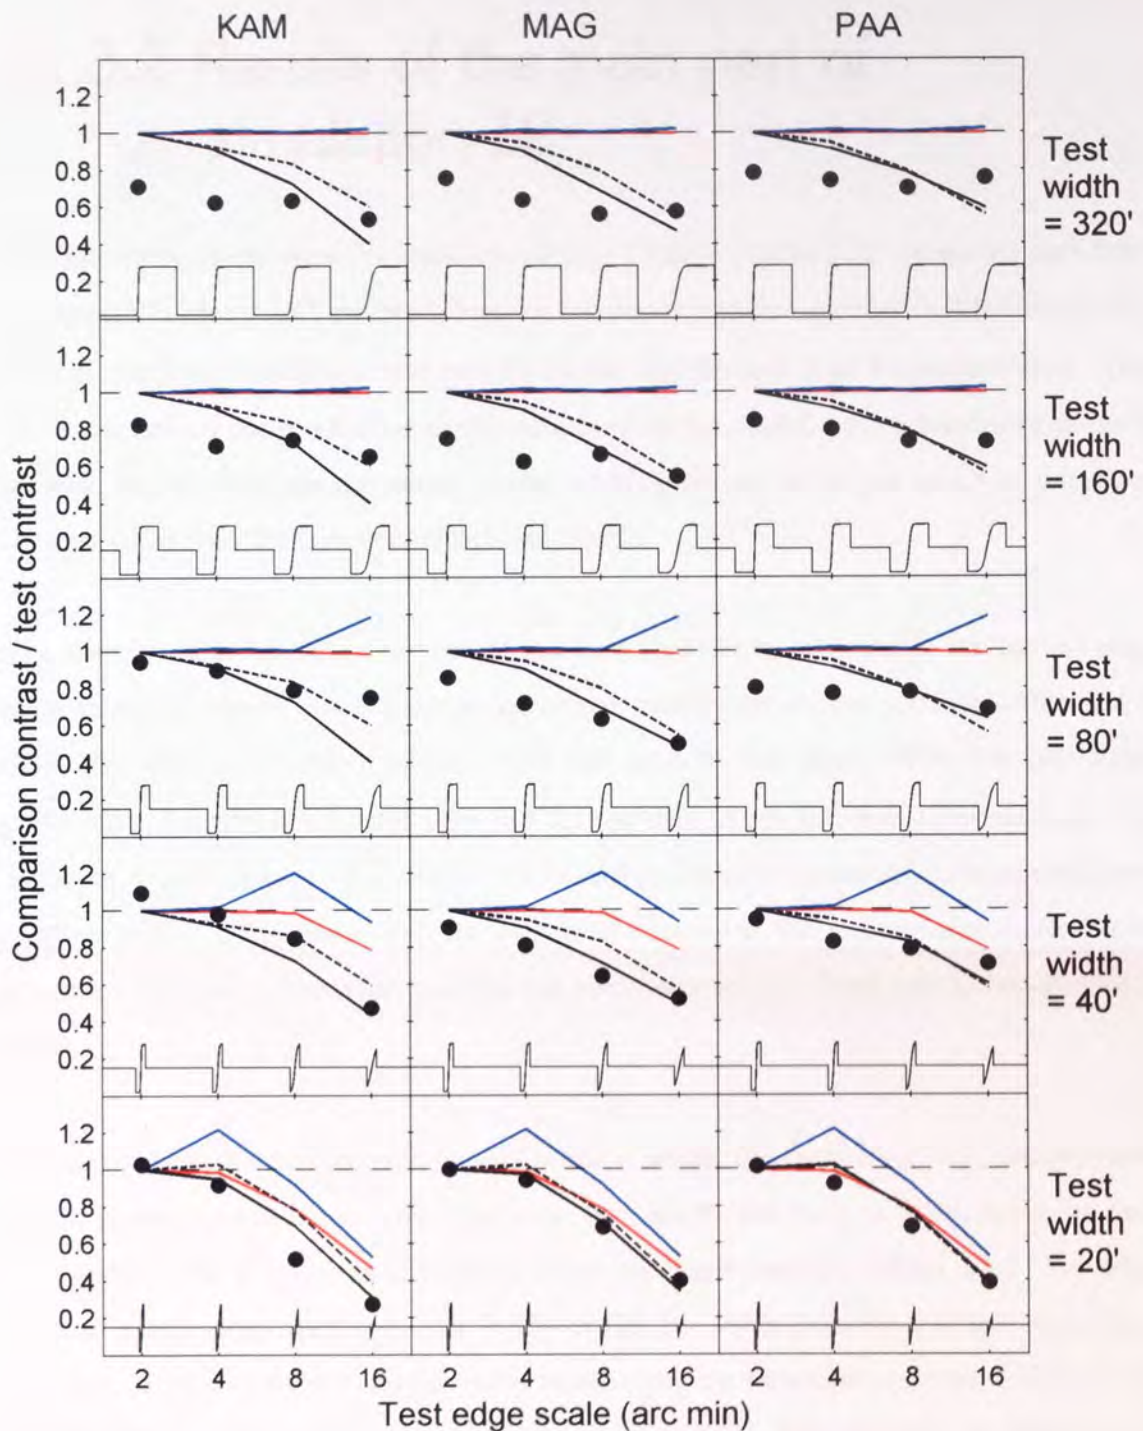 KAM MAG PAA
1.2
1
0.8
0.6
0.4
0.2
Test
width
= 320'
1.2
1
0.8
0.6
0.4
0.2
Test
width
= 160'
1.2
1
0.8
0.6
0.4
0.2
Test
width
= 80'
1.2
1
0.8
0.6
0.4
0.2
Test
width
= 40'
1.2
1
0.8
0.6
0.4
0.2
Test
width
= 20'
Comparison contrast / test contrast
2 4 8 16 2 4 8 16 2 4 8 16
Test edge scale (arc min)